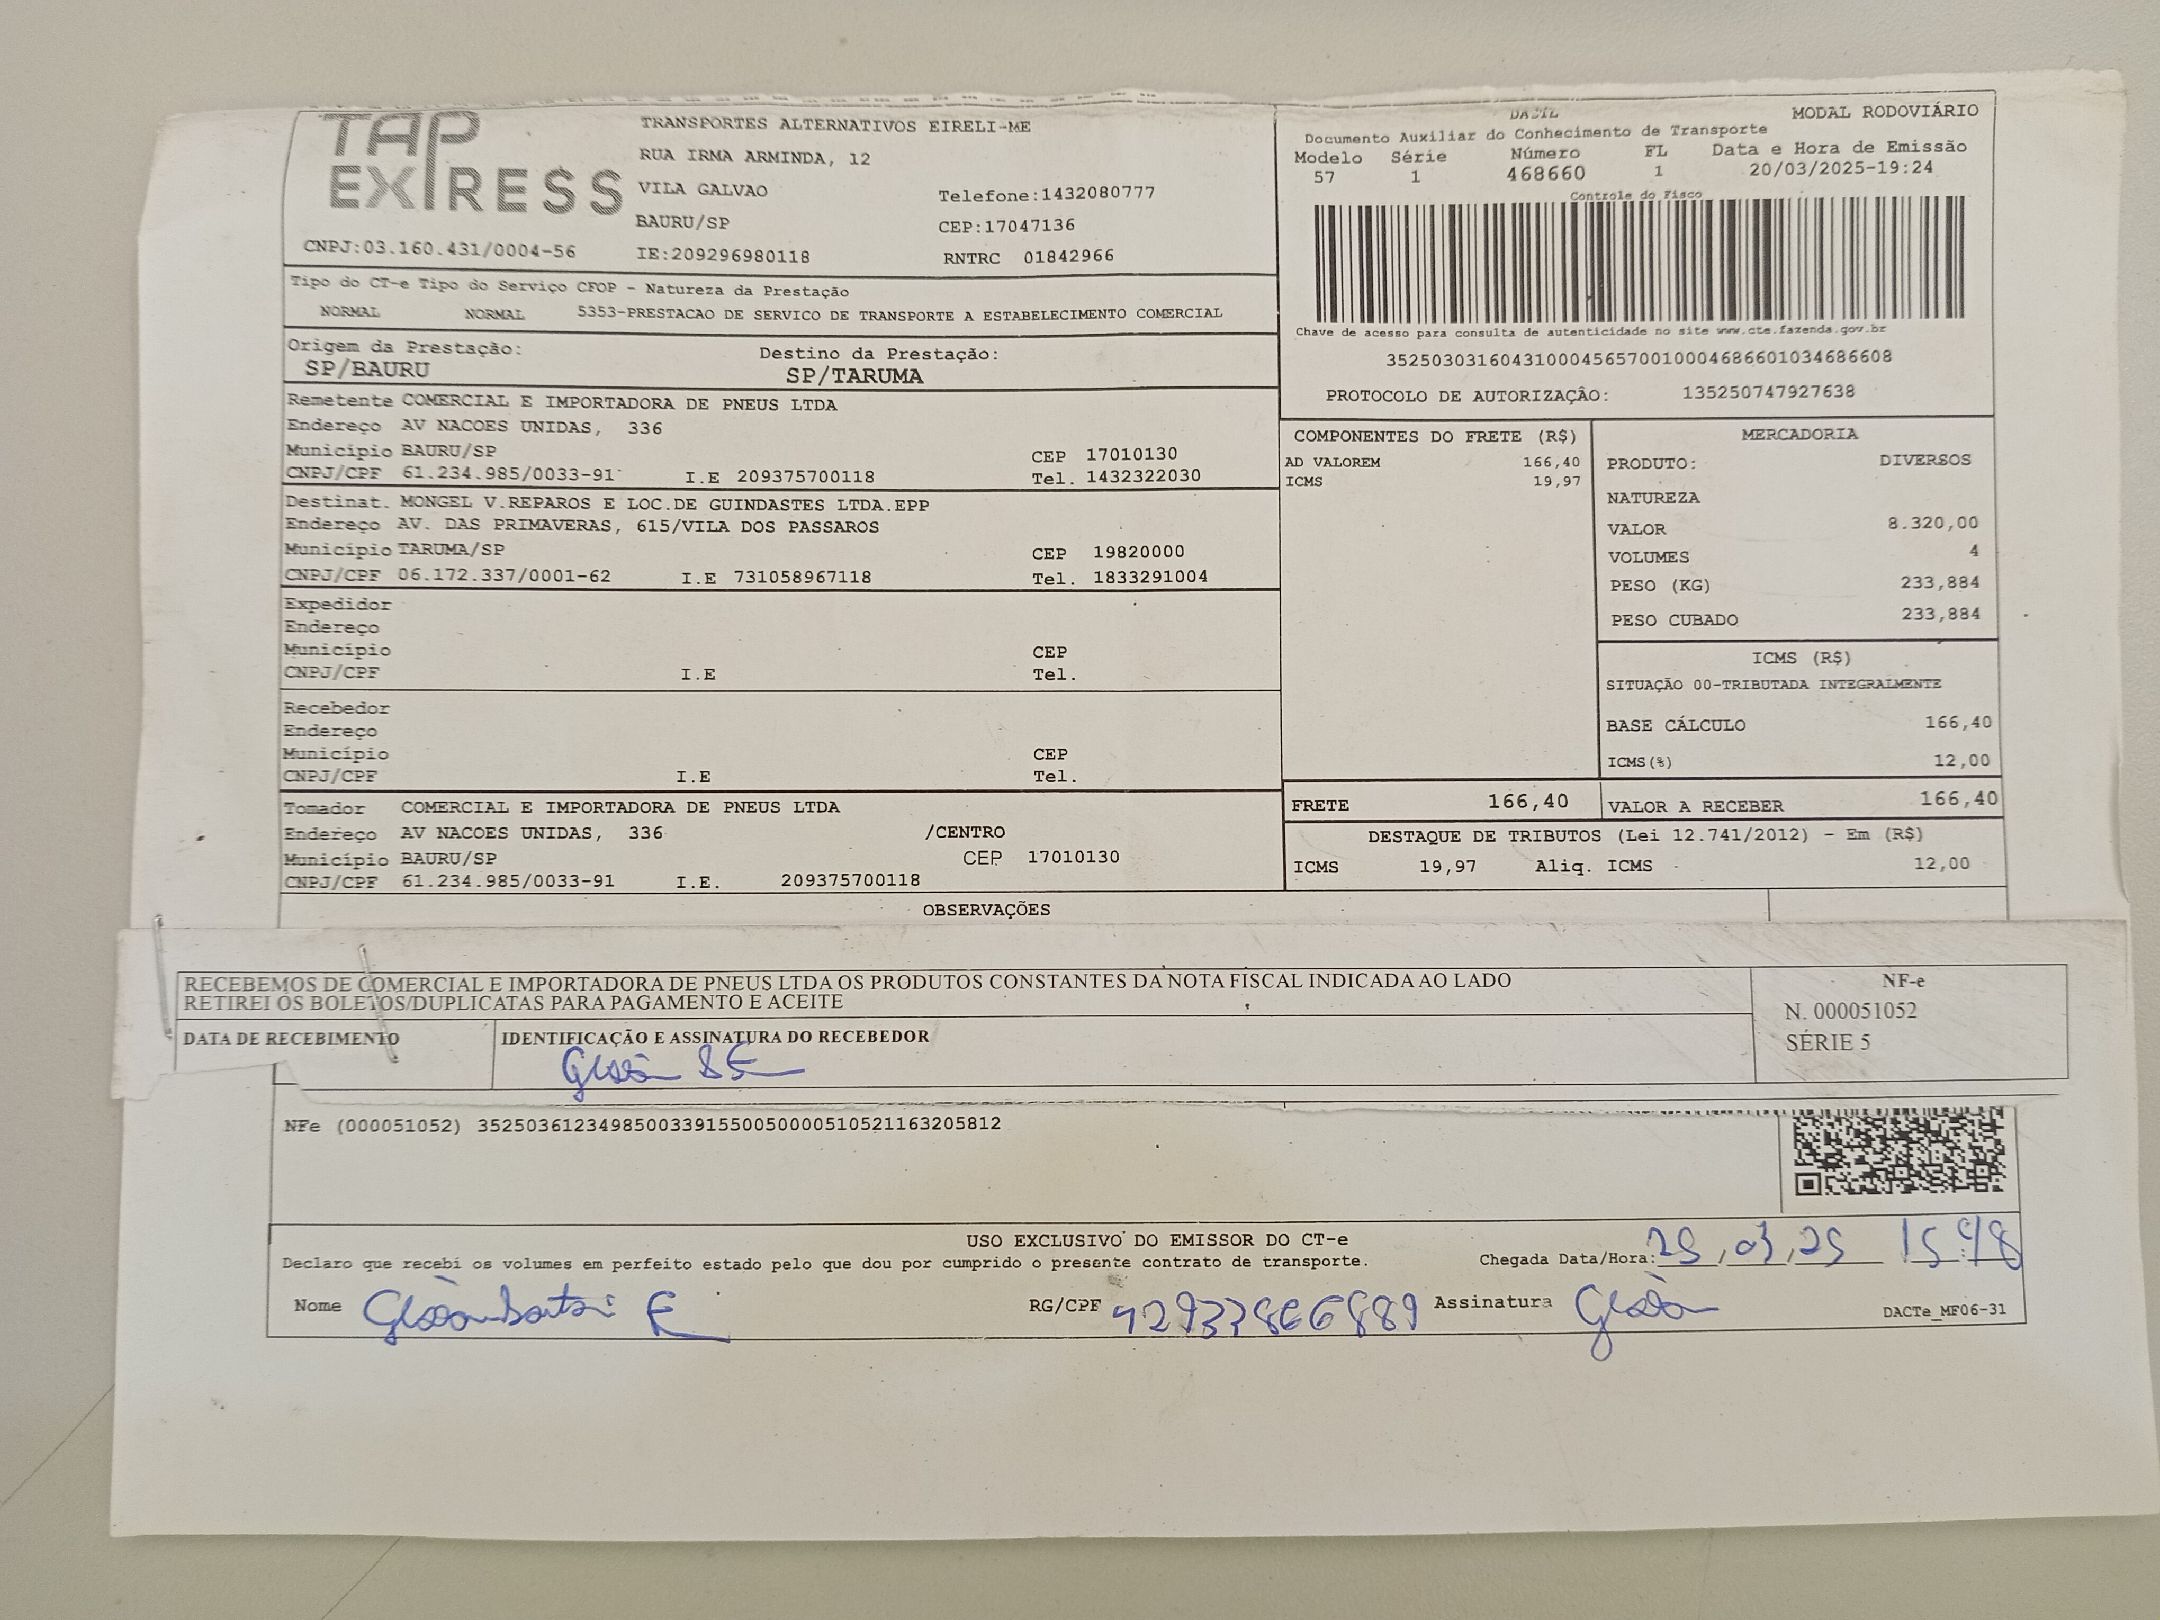 TAP
EXPRESS
CNPJ:03.160.431/0004-56
TRANSPORTES ALTERNATIVOS EIRELI-ME
RUA IRMA ARMINDA, 12
VILA GALVAO Telefone:1432080777
BAURU/SP CEP:17047136
IE:209296980118 RNTRC 01842966
MODAL RODOVIÁRIO
Documento Auxiliar do Conhecimento de Transporte
Modelo Série Número FL Data e Hora de Emissão
57 1 468660 1 20/03/2025-19:24
Controle do Fisco
Chave de acesso para consulta de autenticidade no site www.cte.fazenda.gov.br
35250303160431000456570010004686601034686608
PROTOCOLO DE AUTORIZAÇÃO: 135250747927638
Tipo do CT-e Tipo do Serviço CFOP - Natureza da Prestação
NORMAL NORMAL 5353-PRESTACAO DE SERVICO DE TRANSPORTE A ESTABELECIMENTO COMERCIAL
Origem da Prestação: Destino da Prestação:
SP/BAURU SP/TARUMA
Remetente COMERCIAL E IMPORTADORA DE PNEUS LTDA
Endereço AV NACOES UNIDAS, 336
Município BAURU/SP CEP 17010130
CNPJ/CPF 61.234.985/0033-91 I.E 209375700118 Tel. 1432322030
Destinat. MONGEL V.REPAROS E LOC.DE GUINDASTES LTDA.EPP
Endereço AV. DAS PRIMAVERAS, 615/VILA DOS PASSAROS
Município TARUMA/SP CEP 19820000
CNPJ/CPF 06.172.337/0001-62 I.E 731058967118 Tel. 1833291004
Expedidor
Endereço
Município CEP
CNPJ/CPF I.E Tel.
Recebedor
Endereço
Município CEP
CNPJ/CPF I.E Tel.
Tomador COMERCIAL E IMPORTADORA DE PNEUS LTDA
Endereço AV NACOES UNIDAS, 336 /CENTRO
Município BAURU/SP CEP 17010130
CNPJ/CPF 61.234.985/0033-91 I.E. 209375700118
COMPONENTES DO FRETE (R$)
AD VALOREM 166,40
ICMS 19,97
MERCADORIA
PRODUTO: DIVERSOS
NATUREZA
VALOR 8.320,00
VOLUMES 4
PESO (KG) 233,884
PESO CUBADO 233,884
ICMS (R$)
SITUAÇÃO 00-TRIBUTADA INTEGRALMENTE
BASE CÁLCULO 166,40
ICMS(%) 12,00
FRETE 166,40 VALOR A RECEBER 166,40
DESTAQUE DE TRIBUTOS (Lei 12.741/2012) - Em (R$)
ICMS 19,97 Aliq. ICMS 12,00
OBSERVAÇÕES
RECEBEMOS DE COMERCIAL E IMPORTADORA DE PNEUS LTDA OS PRODUTOS CONSTANTES DA NOTA FISCAL INDICADA AO LADO
RETIREI OS BOLETOS/DUPLICATAS PARA PAGAMENTO E ACEITE
DATA DE RECEBIMENTO IDENTIFICAÇÃO E ASSINATURA DO RECEBEDOR
NF-e
N. 000051052
SÉRIE 5
NFe (000051052) 35250361234985003391550050000510521163205812
USO EXCLUSIVO DO EMISSOR DO CT-e
Declaro que recebi os volumes em perfeito estado pelo que dou por cumprido o presente contrato de transporte.
Chegada Data/Hora: 25,03,25 15:48
Nome RG/CPF 42933866889 Assinatura
DACTe_MF06-31